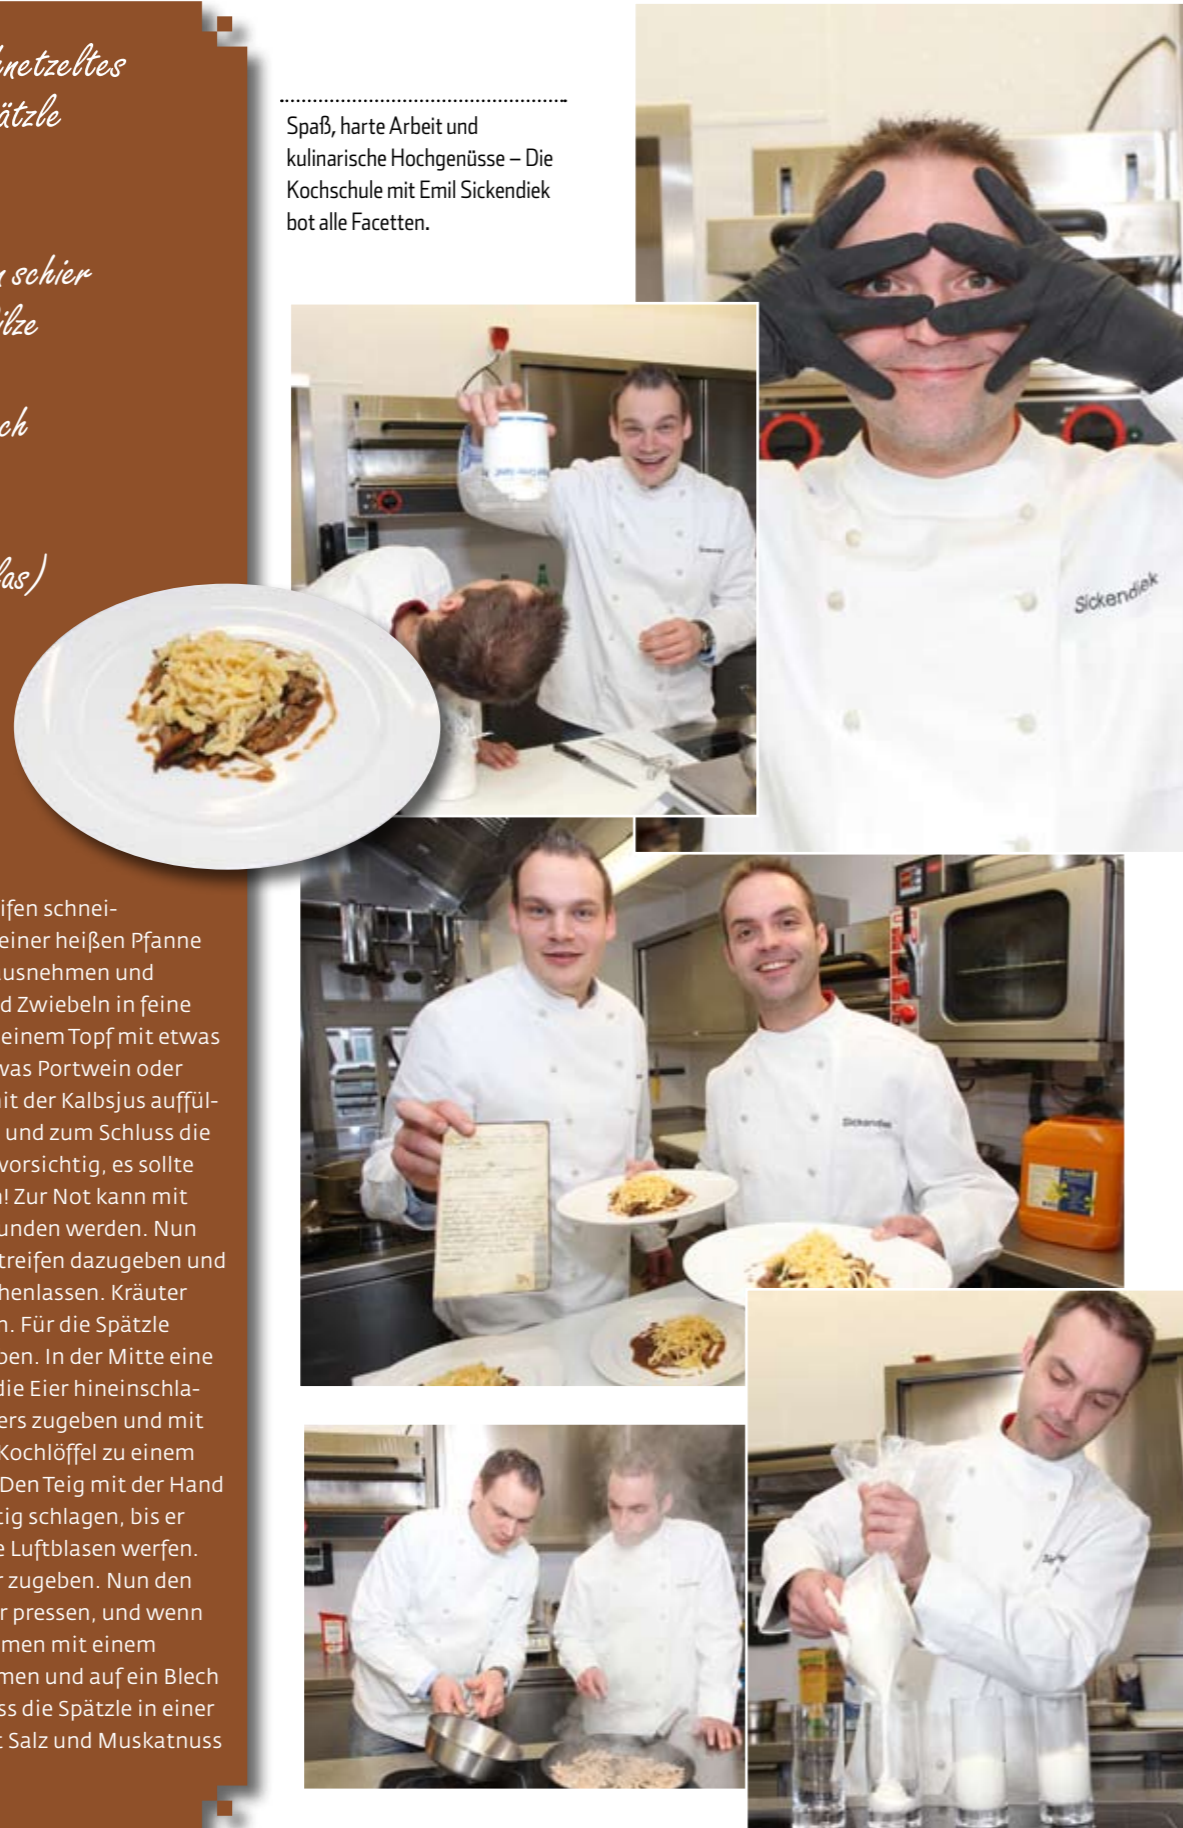 netzeltes
ätzle
schier
ilze
ch
las)
Spaß, harte Arbeit und
kulinarische Hochgenüsse – Die
Kochschule mit Emil Sickendiek
bot alle Facetten.
Sickendiek
Sickendiek
ifen schnei-
einer heißen Pfanne
ausnehmen und
d Zwiebeln in feine
einem Topf mit etwas
was Portwein oder
it der Kalbsjus auffül-
und zum Schluss die
vorsichtig, es sollte
n! Zur Not kann mit
unden werden. Nun
treifen dazugeben und
henlassen. Kräuter
n. Für die Spätzle
ben. In der Mitte eine
die Eier hineinschla-
ers zugeben und mit
Kochlöffel zu einem
Den Teig mit der Hand
tig schlagen, bis er
e Luftblasen werfen.
r zugeben. Nun den
r pressen, und wenn
men mit einem
men und auf ein Blech
ss die Spätzle in einer
t Salz und Muskatnuss